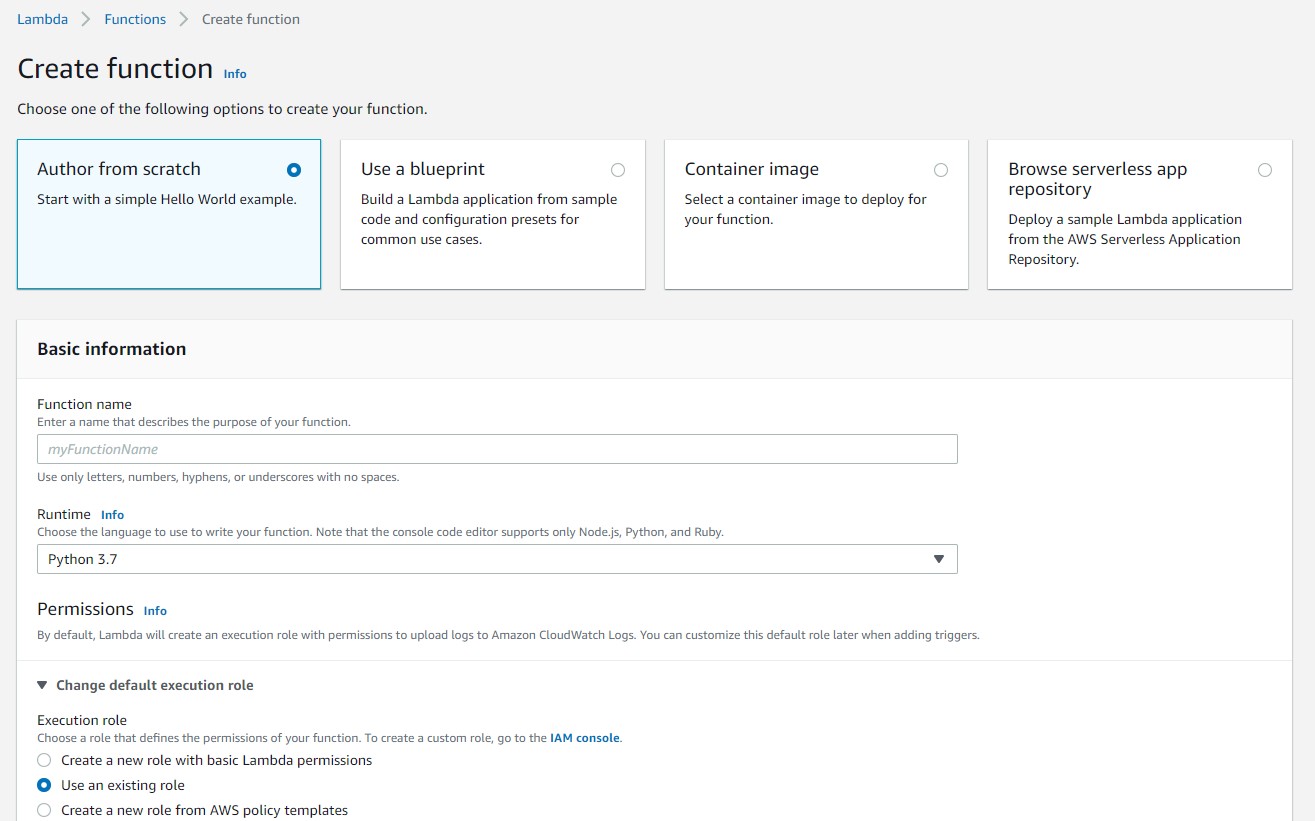 Lambda > Functions > Create function
Create function Info
Choose one of the following options to create your function.
Author from scratch
Start with a simple Hello World example.
Use a blueprint
Build a Lambda application from sample
code and configuration presets for
common use cases.
Container image
Select a container image to deploy for
your function.
Browse serverless app
repository
Deploy a sample Lambda application
from the AWS Serverless Application
Repository.
Basic information
Function name
Enter a name that describes the purpose of your function.
myFunctionName
Use only letters, numbers, hyphens, or underscores with no spaces.
Runtime Info
Choose the language to use to write your function. Note that the console code editor supports only Node.js, Python, and Ruby.
Python 3.7
Permissions Info
By default, Lambda will create an execution role with permissions to upload logs to Amazon CloudWatch Logs. You can customize this default role later when adding triggers.
Change default execution role
Execution role
Choose a role that defines the permissions of your function. To create a custom role, go to the IAM console.
Create a new role with basic Lambda permissions
Use an existing role
Create a new role from AWS policy templates